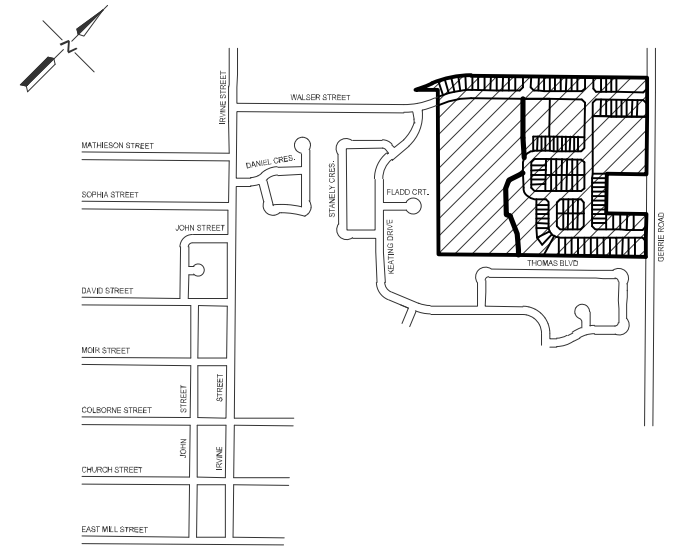 N
WALSER STREET
IRVINE STREET
MATHIESON STREET
DANIEL CRES.
STANELY CRES.
SOPHIA STREET
FLADD CRT.
JOHN STREET
KEATING DRIVE
GERRIE ROAD
THOMAS BLVD
DAVID STREET
MOIR STREET
STREET
STREET
COLBORNE STREET
JOHN
IRVINE
CHURCH STREET
EAST MILL STREET